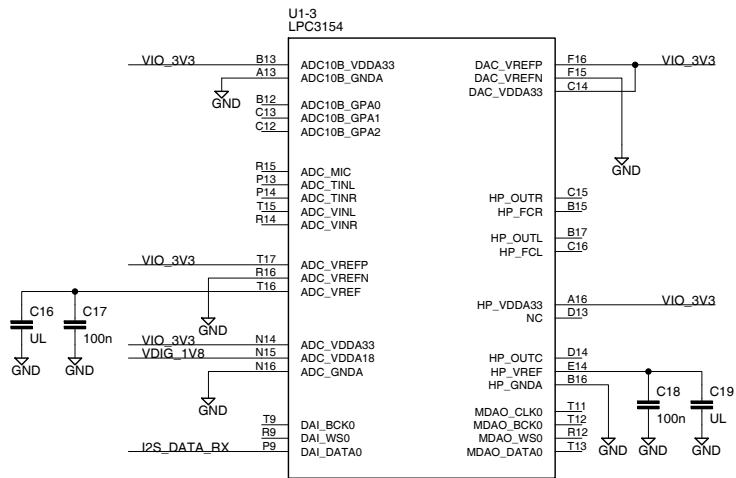 U1-3
LPC3154
VIO_3V3 B13 ADC10B_VDDA33 DAC_VREFP F16 VIO_3V3
A13 ADC10B_GNDA DAC_VREFN F15
DAC_VDDA33 C14
GND
B12 ADC10B_GPA0
C13 ADC10B_GPA1
C12 ADC10B_GPA2
GND
R15 ADC_MIC
P13 ADC_TINL
P14 ADC_TINR HP_OUTR C15
T15 ADC_VINL HP_FCR B15
R14 ADC_VINR
HP_OUTL B17
HP_FCL C16
VIO_3V3 T17 ADC_VREFP
R16 ADC_VREFN
T16 ADC_VREF
HP_VDDA33 A16 VIO_3V3
NC D13
C16 C17
GND
UL 100n
VIO_3V3 N14 ADC_VDDA33
VDIG_1V8 N15 ADC_VDDA18 HP_OUTC D14
GND GND N16 ADC_GNDA HP_VREF E14
HP_GNDA B16
C18 C19
GND
MDAO_CLK0 T11
100n UL
T9 DAI_BCK0 MDAO_BCK0 T12
R9 DAI_WS0 MDAO_WS0 R12
I2S_DATA_RX P9 DAI_DATA0 MDAO_DATA0 T13
GND GND GND